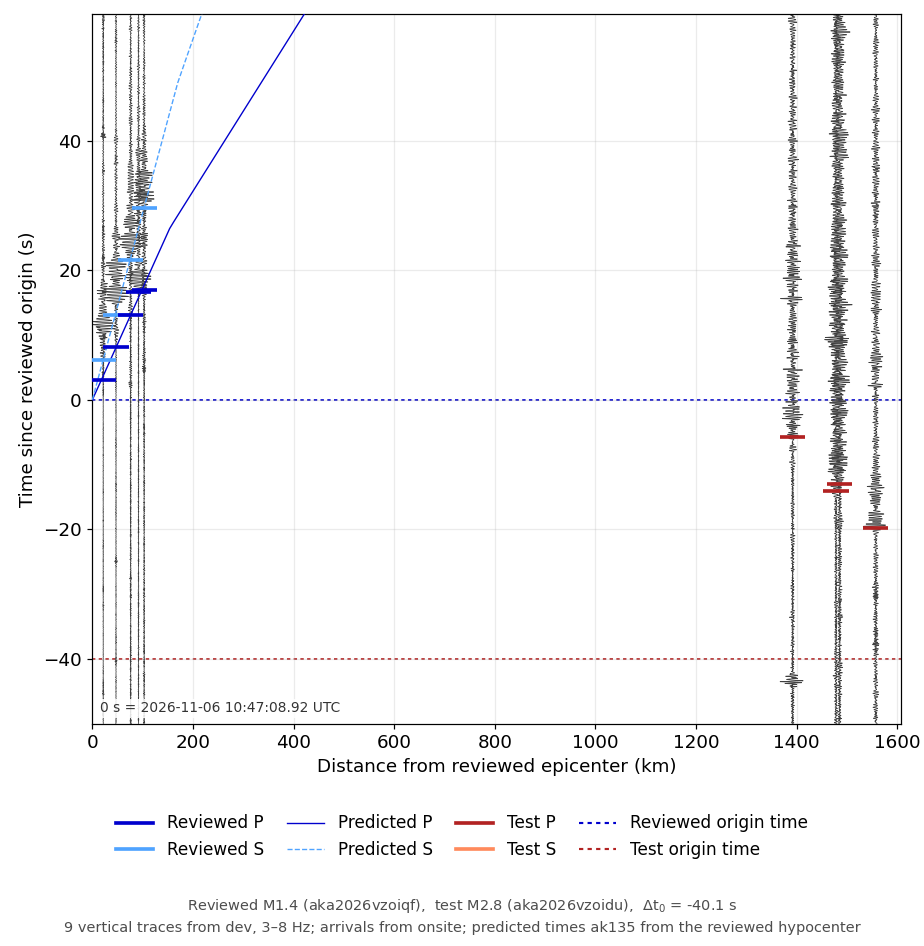 Time since reviewed origin (s)
40
20
0
−20
−40
0 s = 2026-11-06 10:47:08.92 UTC
0 200 400 600 800 1000 1200 1400 1600
Distance from reviewed epicenter (km)
Reviewed P Predicted P Test P Reviewed origin time
Reviewed S Predicted S Test S Test origin time
Reviewed M1.4 (aka2026vzoiqf), test M2.8 (aka2026vzoidu), Δt₀ = -40.1 s
9 vertical traces from dev, 3–8 Hz; arrivals from onsite; predicted times ak135 from the reviewed hypocenter